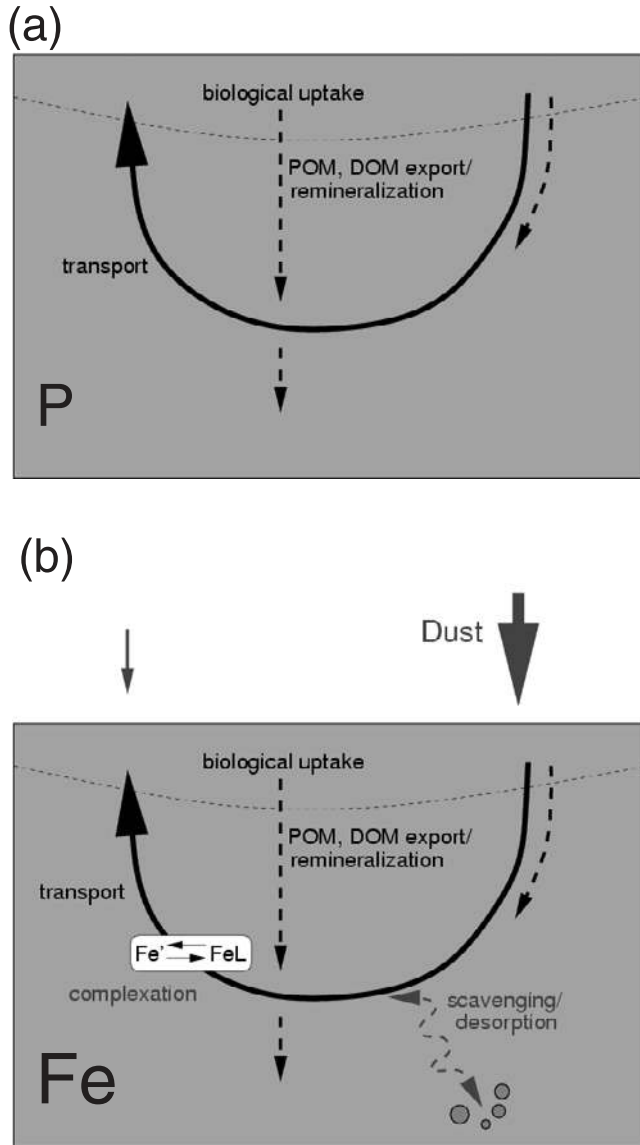 (a)
biological uptake
POM, DOM export/
remineralization
transport
P
(b)
Dust
biological uptake
POM, DOM export/
remineralization
transport
Fe' FeL
complexation
scavenging/
desorption
Fe